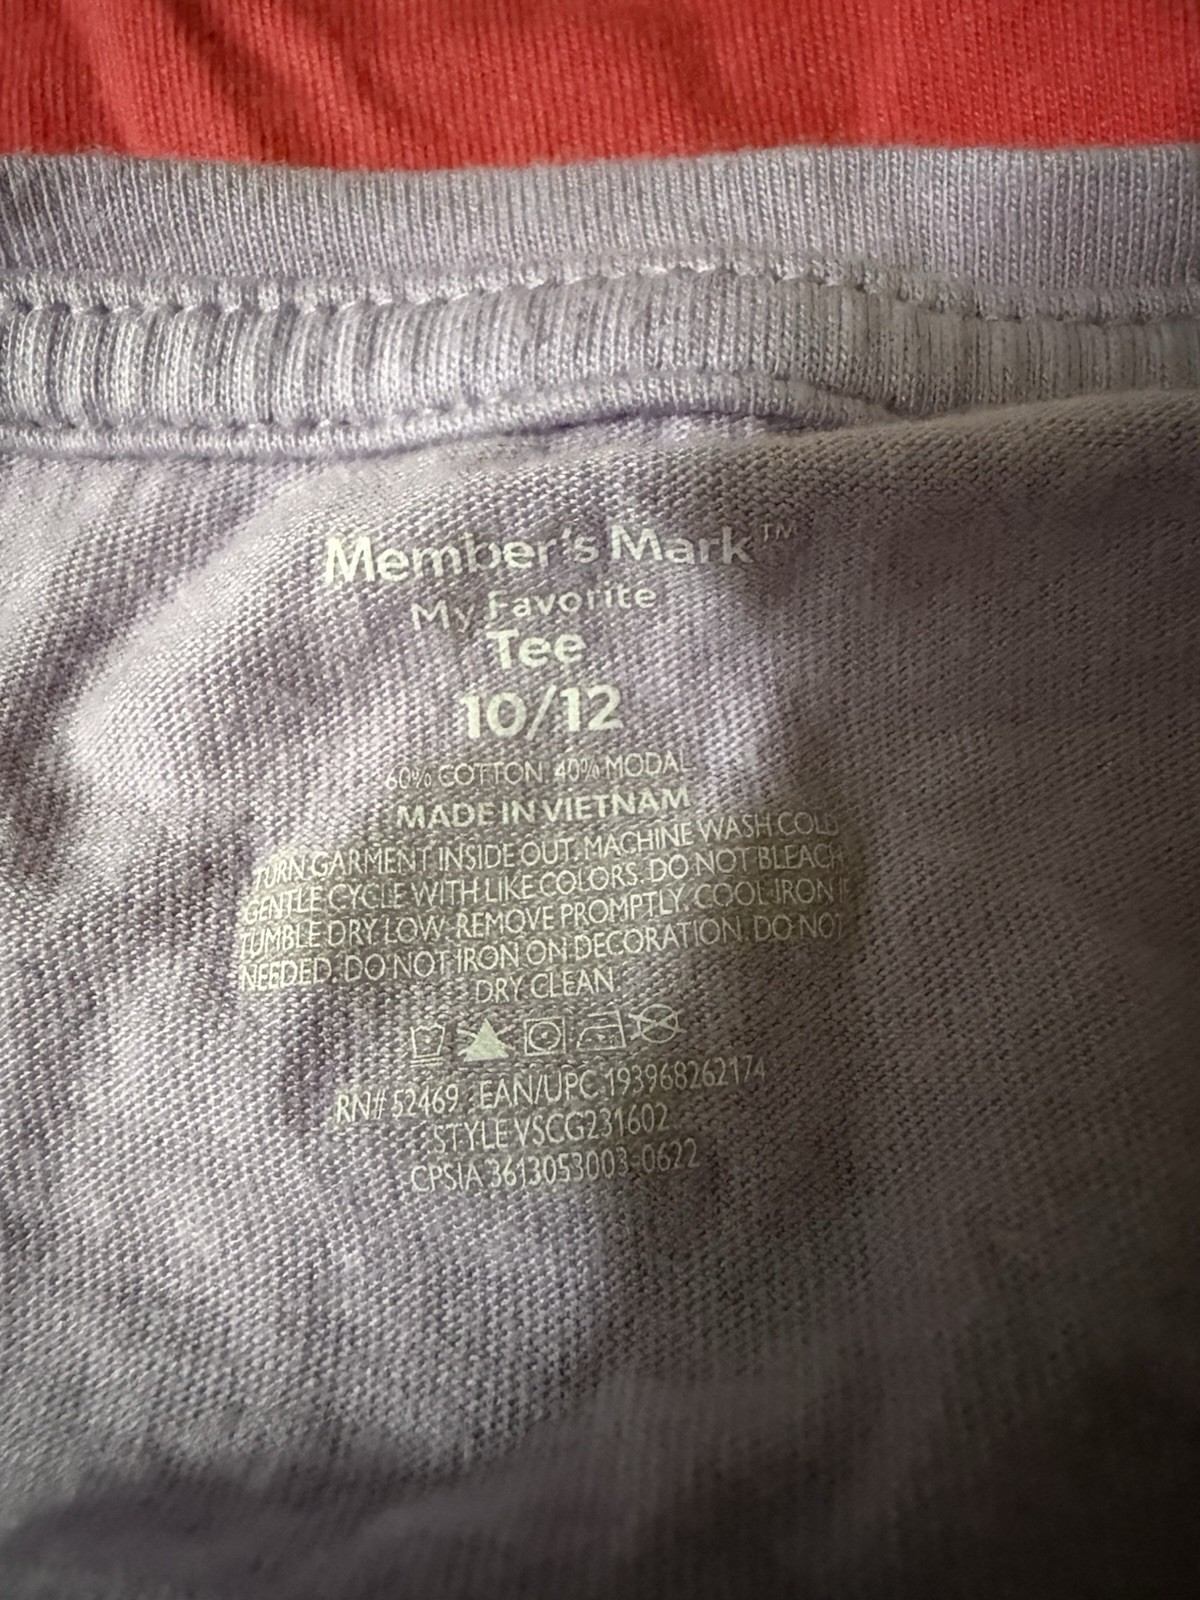 Member's Mark™
My Favorite
Tee
10/12
60% COTTON 40% MODAL
MADE IN VIETNAM
TURN GARMENT INSIDE OUT. MACHINE WASH COLD
GENTLE CYCLE WITH LIKE COLORS. DO NOT BLEACH.
TUMBLE DRY LOW. REMOVE PROMPTLY. COOL IRON IF
NEEDED. DO NOT IRON ON DECORATION. DO NOT
DRY CLEAN.
RN# 52469 EAN/UPC 193968262174
STYLE VSCG231602
CPSIA 3613053003-0622